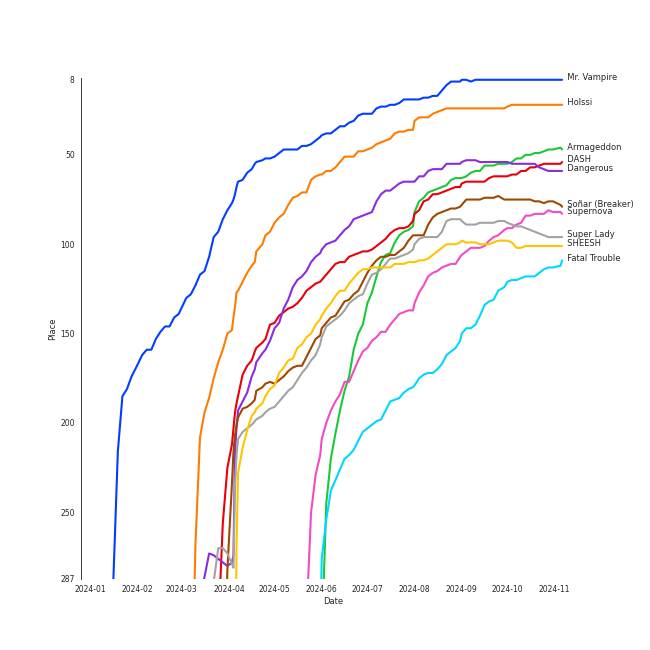 8
50
100
150
200
250
287
Place
2024-01
2024-02
2024-03
2024-04
2024-05
2024-06
2024-07
2024-08
2024-09
2024-10
2024-11
Date
Mr. Vampire
Holssi
Armageddon
DASH
Dangerous
Soñar (Breaker)
Supernova
Super Lady
SHEESH
Fatal Trouble